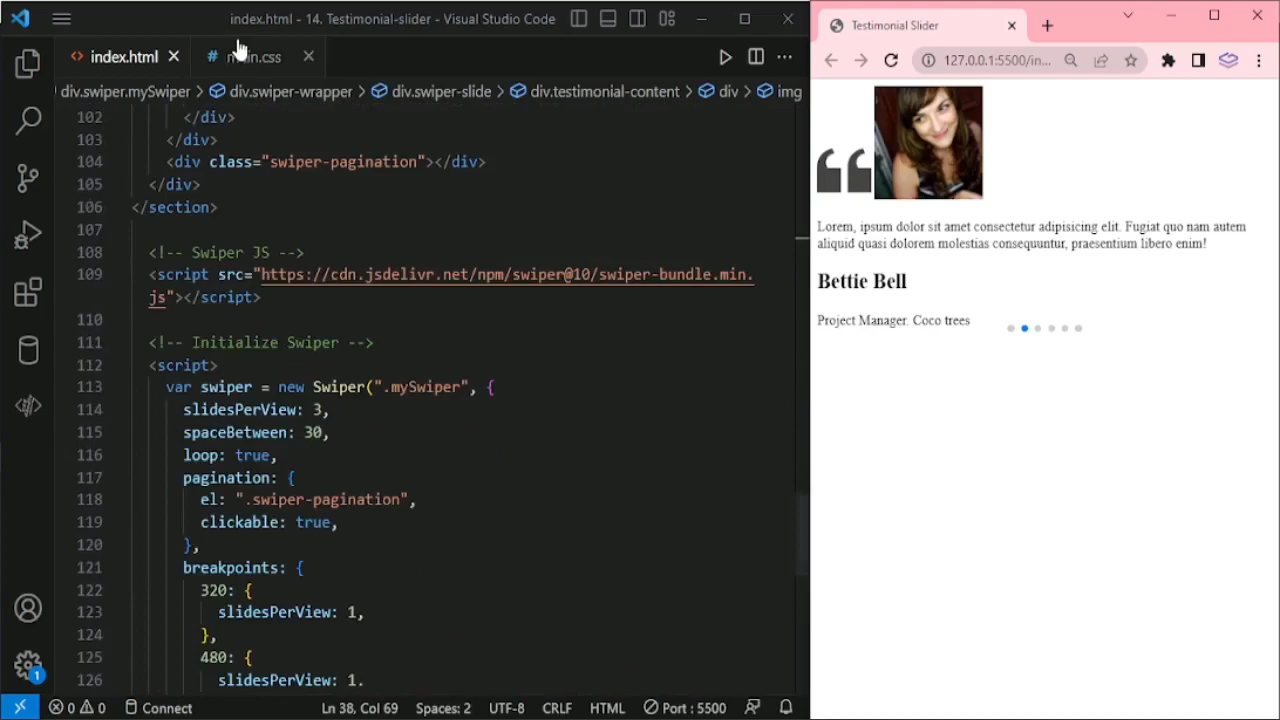 index.html - 14. Testimonial-slider - Visual Studio Code
index.html
main.css
div.swiper.mySwiper > div.swiper-wrapper > div.swiper-slide > div.testimonial-content > div > img
102 </div>
103 </div>
104 <div class="swiper-pagination"></div>
105 </div>
106 </section>
107
108 <!-- Swiper JS -->
109 <script src="https://cdn.jsdelivr.net/npm/swiper@10/swiper-bundle.min.
js"></script>
110
111 <!-- Initialize Swiper -->
112 <script>
113 var swiper = new Swiper(".mySwiper", {
114 slidesPerView: 3,
115 spaceBetween: 30,
116 loop: true,
117 pagination: {
118 el: ".swiper-pagination",
119 clickable: true,
120 },
121 breakpoints: {
122 320: {
123 slidesPerView: 1,
124 },
125 480: {
126 slidesPerView: 1.
1
0 0 Connect Ln 38, Col 69 Spaces: 2 UTF-8 CRLF HTML Port : 5500
Testimonial Slider
127.0.0.1:5500/in...
Lorem, ipsum dolor sit amet consectetur adipisicing elit. Fugiat quo nam autem
aliquid quasi dolorem molestias consequuntur, praesentium libero enim!
Bettie Bell
Project Manager. Coco trees